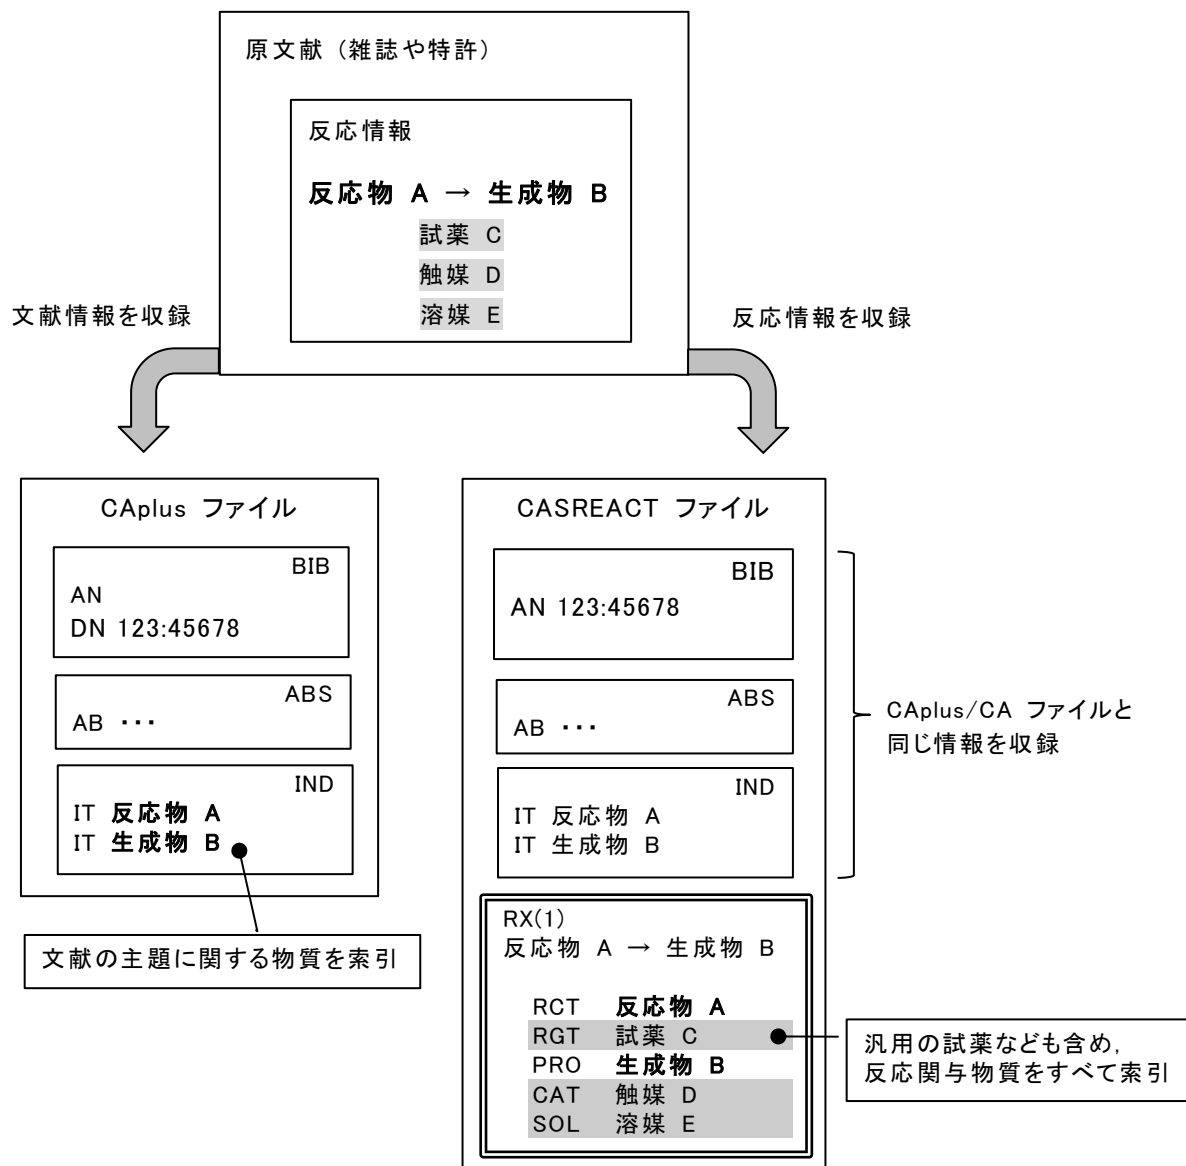 原文献（雑誌や特許）
反応情報
反応物 A → 生成物 B
試薬 C
触媒 D
溶媒 E
文献情報を収録
反応情報を収録
CAplus ファイル
BIB
AN
DN 123:45678
ABS
AB ・・・
IND
IT 反応物 A
IT 生成物 B
文献の主題に関する物質を索引
CASREACT ファイル
BIB
AN 123:45678
ABS
AB ・・・
IND
IT 反応物 A
IT 生成物 B
CAplus/CA ファイルと
同じ情報を収録
RX(1)
反応物 A → 生成物 B
RCT 反応物 A
RGT 試薬 C
PRO 生成物 B
CAT 触媒 D
SOL 溶媒 E
汎用の試薬なども含め，
反応関与物質をすべて索引